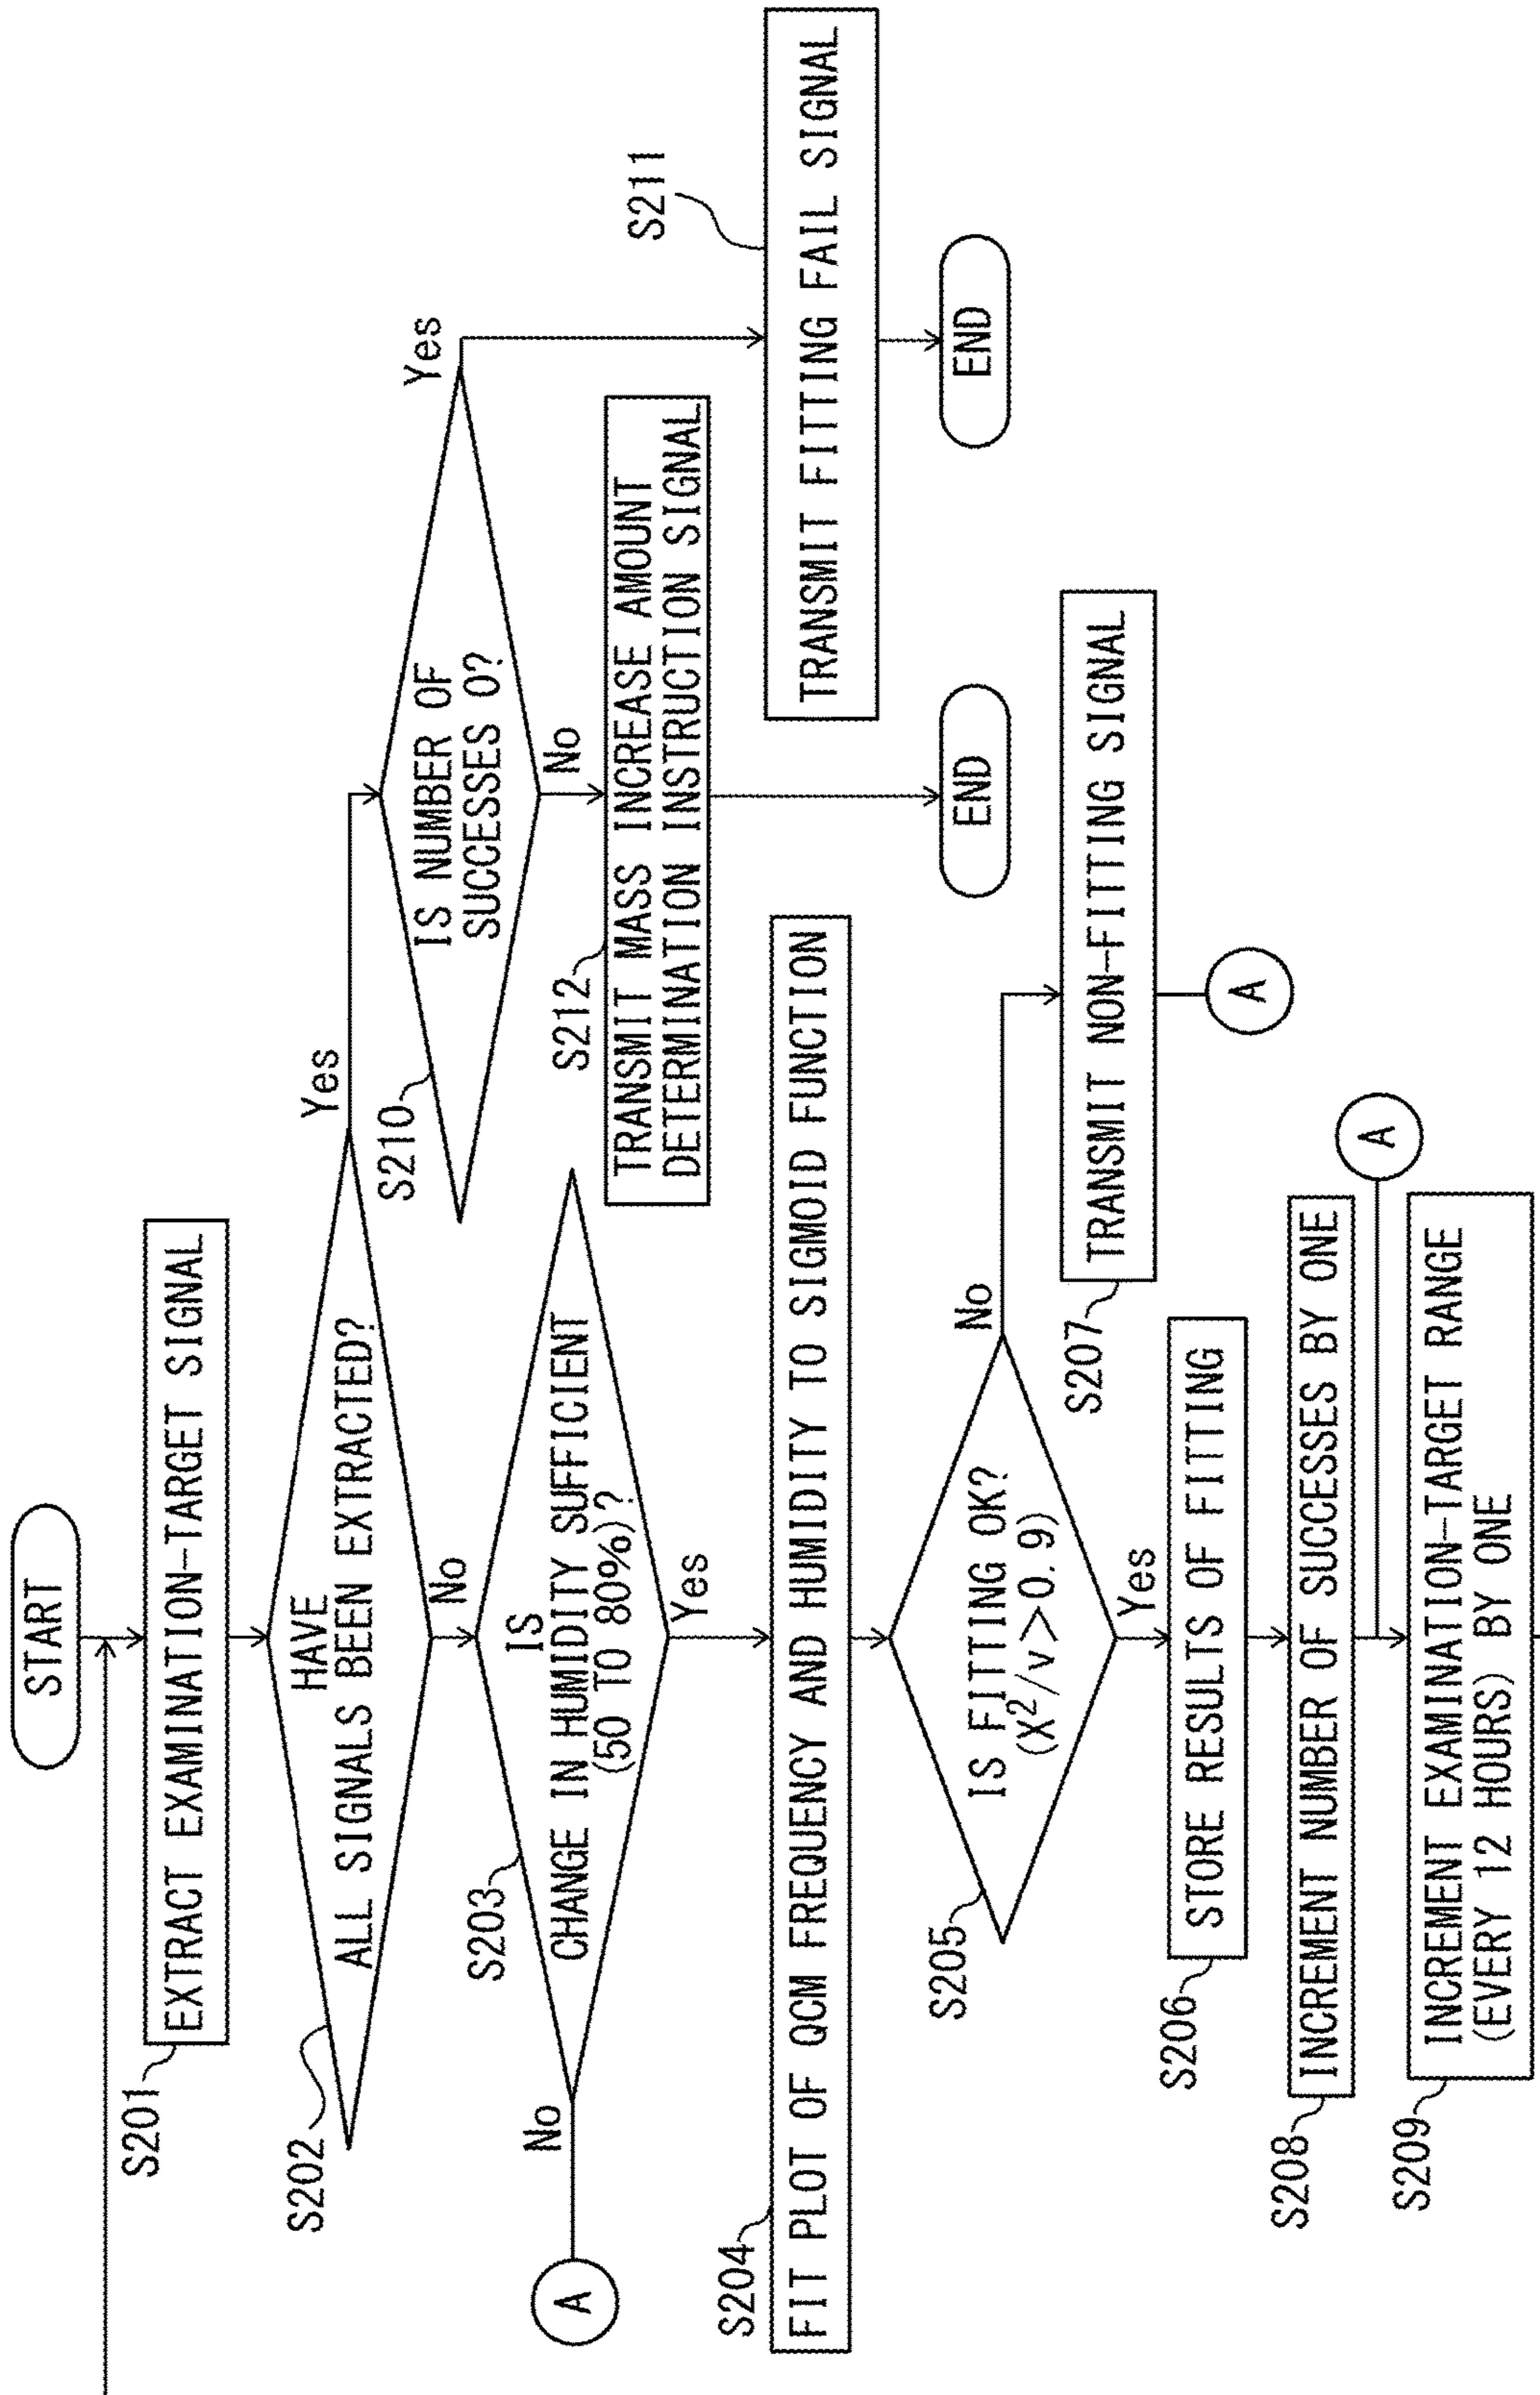 START
S201
EXTRACT EXAMINATION-TARGET SIGNAL
S202
HAVE
ALL SIGNALS BEEN EXTRACTED?
Yes
No
S210
IS NUMBER OF
SUCCESSES 0?
Yes
No
S203
IS
CHANGE IN HUMIDITY SUFFICIENT
(50 TO 80%)?
No
A
Yes
S212
TRANSMIT MASS INCREASE AMOUNT
DETERMINATION INSTRUCTION SIGNAL
S211
TRANSMIT FITTING FAIL SIGNAL
S204
FIT PLOT OF QCM FREQUENCY AND HUMIDITY TO SIGMOID FUNCTION
END
END
S205
IS FITTING OK?
(X²/v>0.9)
No
Yes
S207
TRANSMIT NON-FITTING SIGNAL
A
S206
STORE RESULTS OF FITTING
S208
INCREMENT NUMBER OF SUCCESSES BY ONE
A
S209
INCREMENT EXAMINATION-TARGET RANGE
(EVERY 12 HOURS) BY ONE